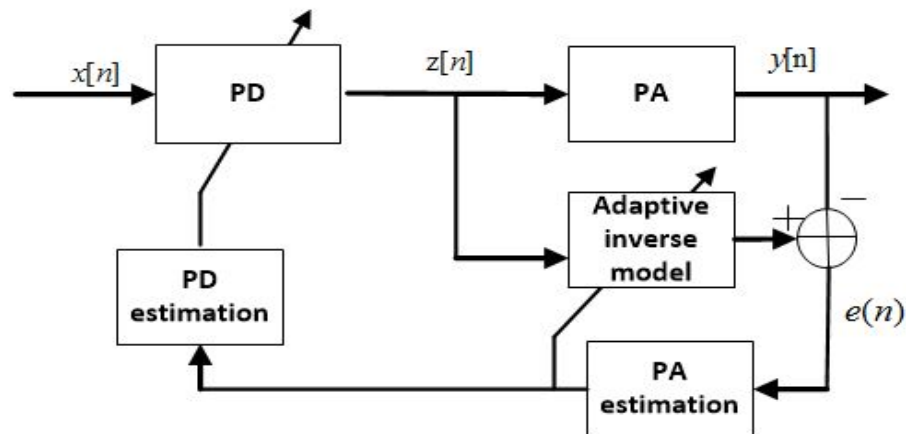 x[n]
PD
z[n]
PA
y[n]
Adaptive
inverse
model
+
−
e(n)
PD
estimation
PA
estimation